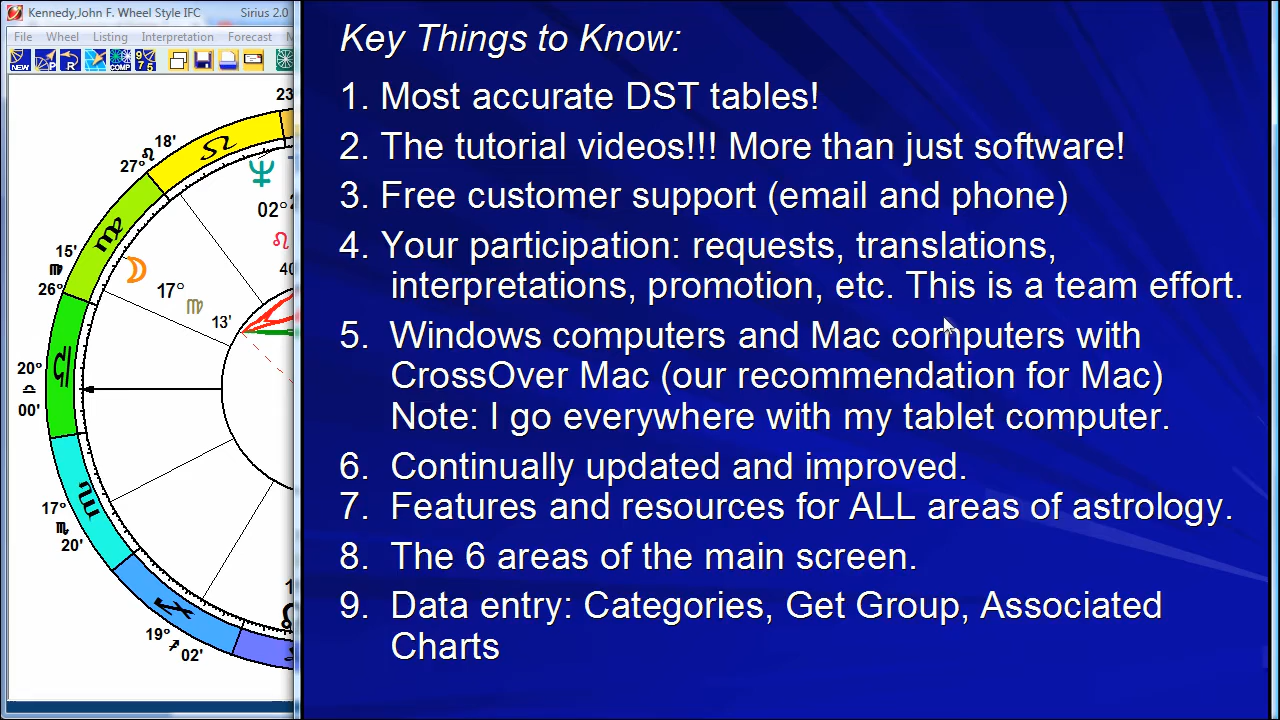 Kennedy,John F. Wheel Style IFC
Sirius 2.0
File Wheel Listing Interpretation Forecast
NEW P R COMP 9 7 5
23
18'
27° ♌
♌
♆
02°
♌
40
♍
15'
♍
26°
☽
17°
♍
13'
♎
20°
♎
00'
♏
17°
♏
20'
♐
19°
♐
02'
Key Things to Know:
1. Most accurate DST tables!
2. The tutorial videos!!! More than just software!
3. Free customer support (email and phone)
4. Your participation: requests, translations,
interpretations, promotion, etc. This is a team effort.
5. Windows computers and Mac computers with
CrossOver Mac (our recommendation for Mac)
Note: I go everywhere with my tablet computer.
6. Continually updated and improved.
7. Features and resources for ALL areas of astrology.
8. The 6 areas of the main screen.
9. Data entry: Categories, Get Group, Associated
Charts